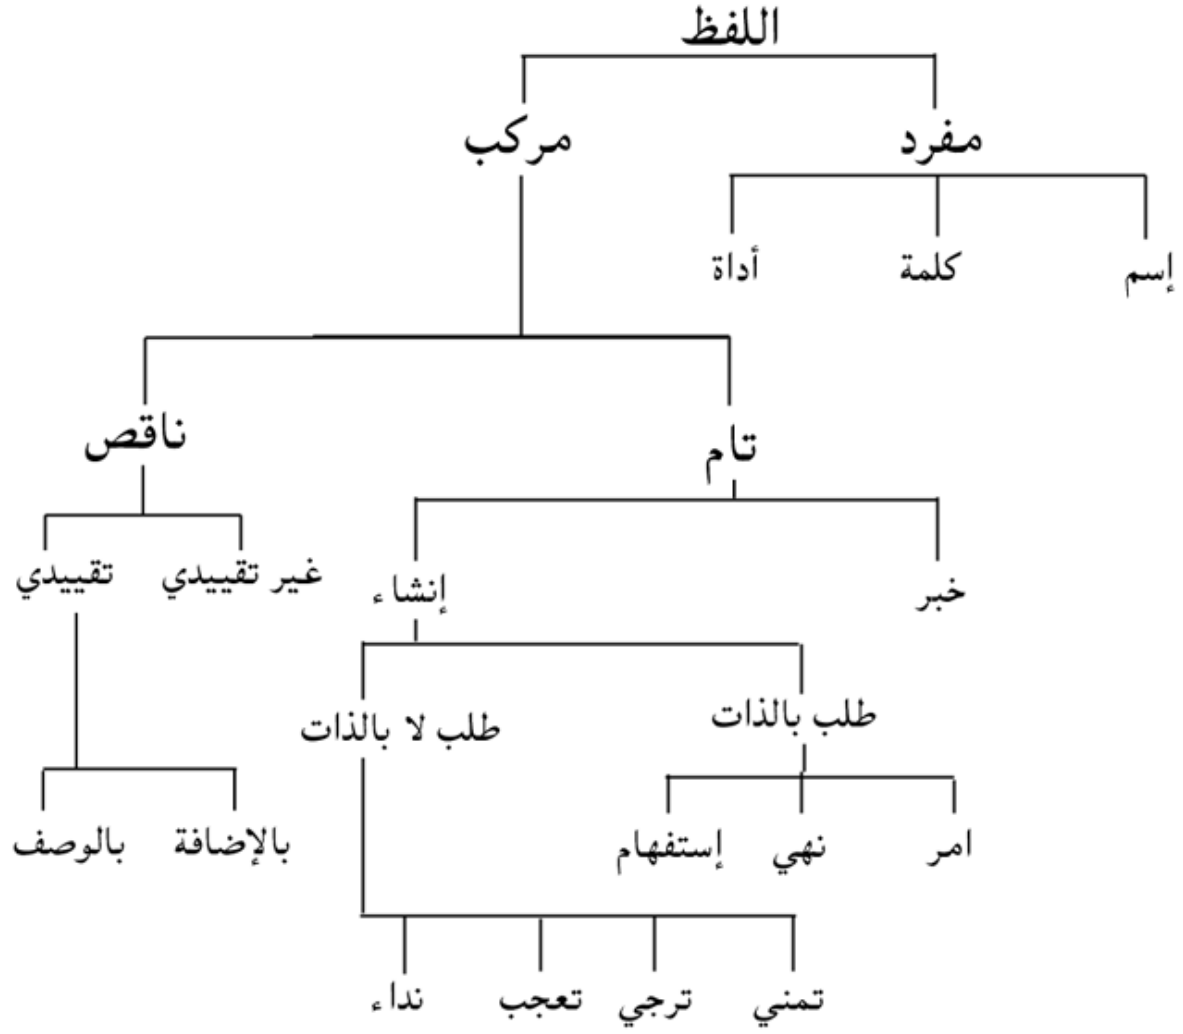 اللفظ
مفرد مركب
إسم كلمة أداة
تام ناقص
خبر إنشاء غير تقييدي تقييدي
طلب بالذات طلب لا بالذات
امر نهي إستفهام بالإضافة بالوصف
تمني ترجي تعجب نداء